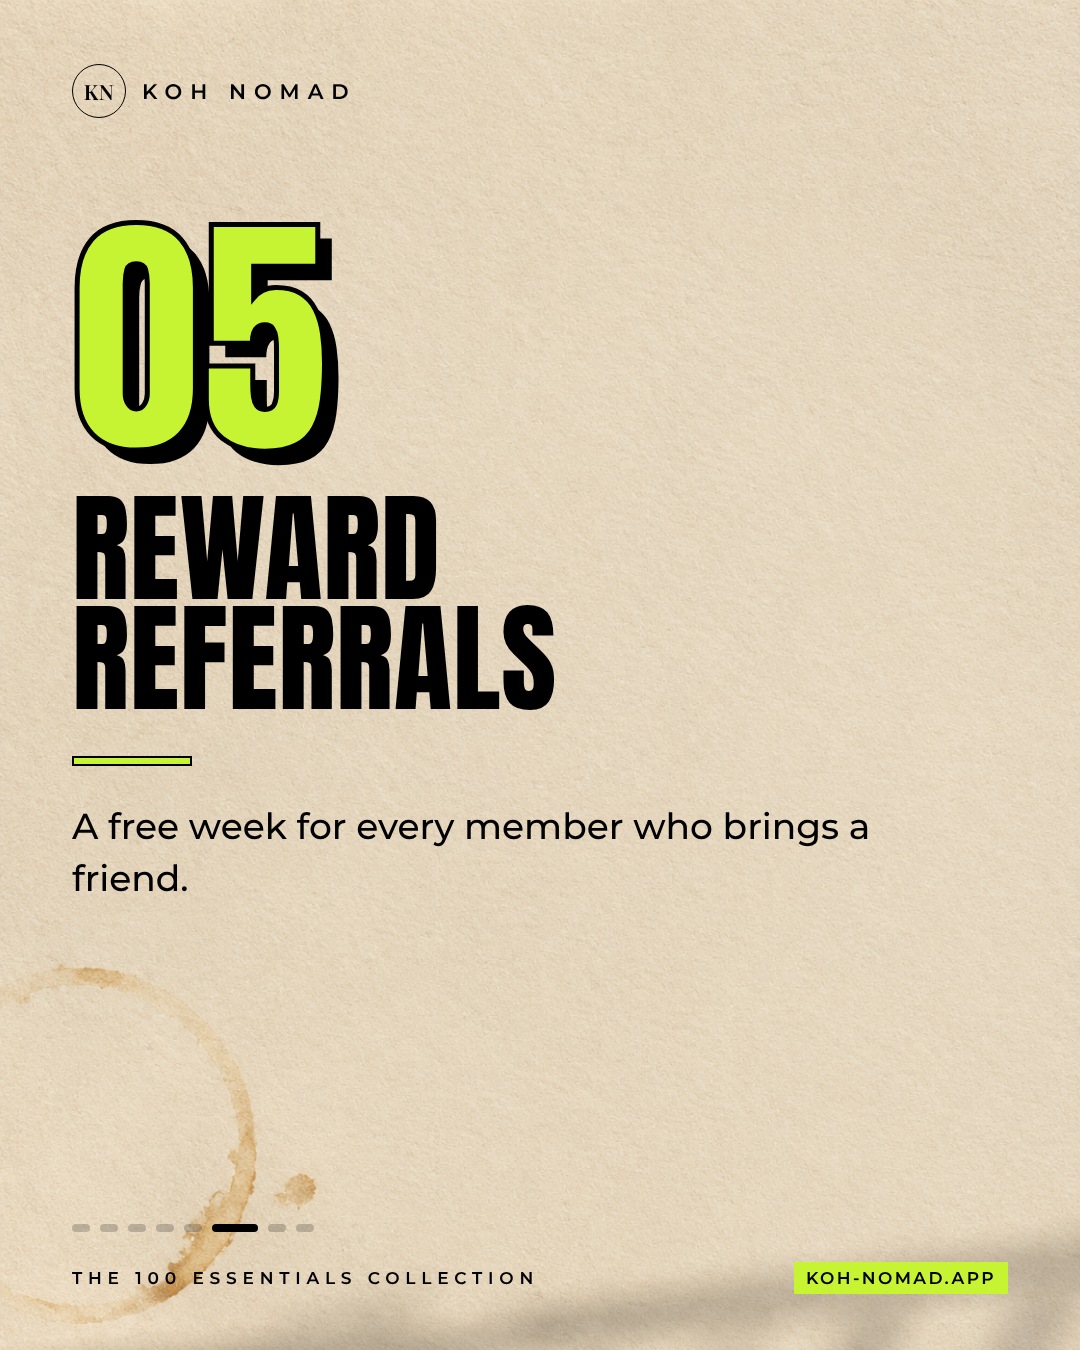 KN KOH NOMAD
05
REWARD
REFERRALS
A free week for every member who brings a
friend.
THE 100 ESSENTIALS COLLECTION
KOH-NOMAD.APP